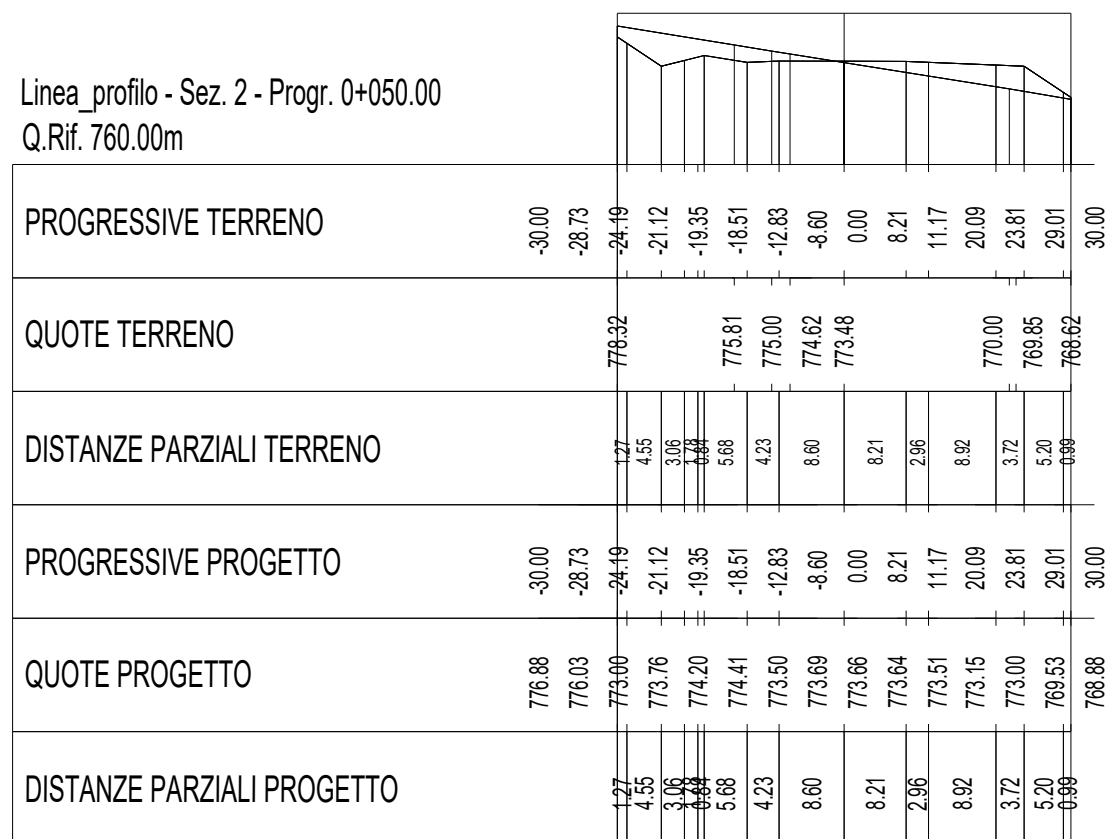 Linea_profilo - Sez. 2 - Progr. 0+050.00
Q.Rif. 760.00m
PROGRESSIVE TERRENO -30.00 -28.73 -24.19 -21.12 -19.35 -18.51 -12.83 -8.60 0.00 8.21 11.17 20.09 23.81 29.01 30.00
QUOTE TERRENO 778.32 775.81 775.00 774.62 773.48 770.00 769.85 768.62
DISTANZE PARZIALI TERRENO 1.27 4.55 3.06 1.78 0.84 5.68 4.23 8.60 8.21 2.96 8.92 3.72 5.20 0.99
PROGRESSIVE PROGETTO -30.00 -28.73 -24.19 -21.12 -19.35 -18.51 -12.83 -8.60 0.00 8.21 11.17 20.09 23.81 29.01 30.00
QUOTE PROGETTO 776.88 776.03 773.00 773.76 774.20 774.41 773.50 773.69 773.66 773.64 773.51 773.15 773.00 769.53 768.88
DISTANZE PARZIALI PROGETTO 1.27 4.55 3.06 1.78 0.84 5.68 4.23 8.60 8.21 2.96 8.92 3.72 5.20 0.99